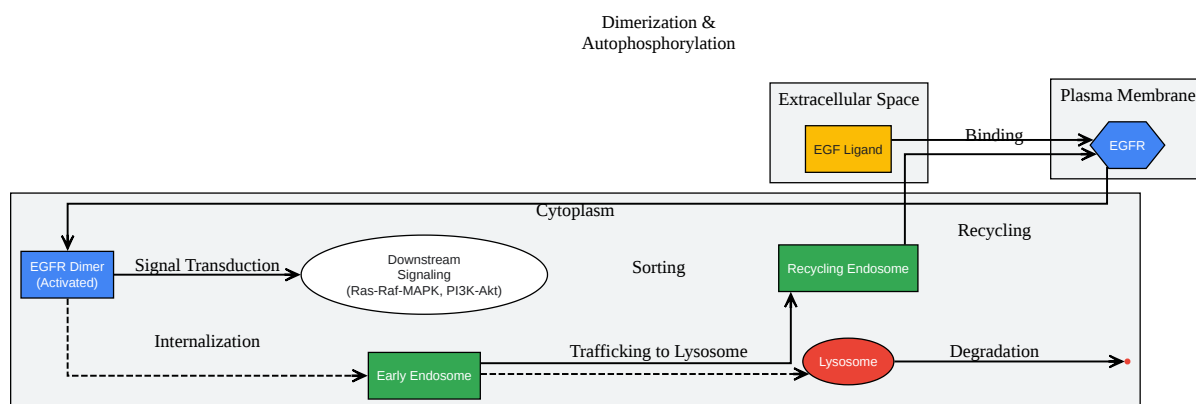 Dimerization &
Autophosphorylation
Extracellular Space
Plasma Membrane
EGF Ligand
Binding
EGFR
Cytoplasm
Recycling
EGFR Dimer
(Activated)
Signal Transduction
Downstream
Signaling
(Ras-Raf-MAPK, PI3K-Akt)
Sorting
Recycling Endosome
Internalization
Trafficking to Lysosome
Early Endosome
Lysosome
Degradation